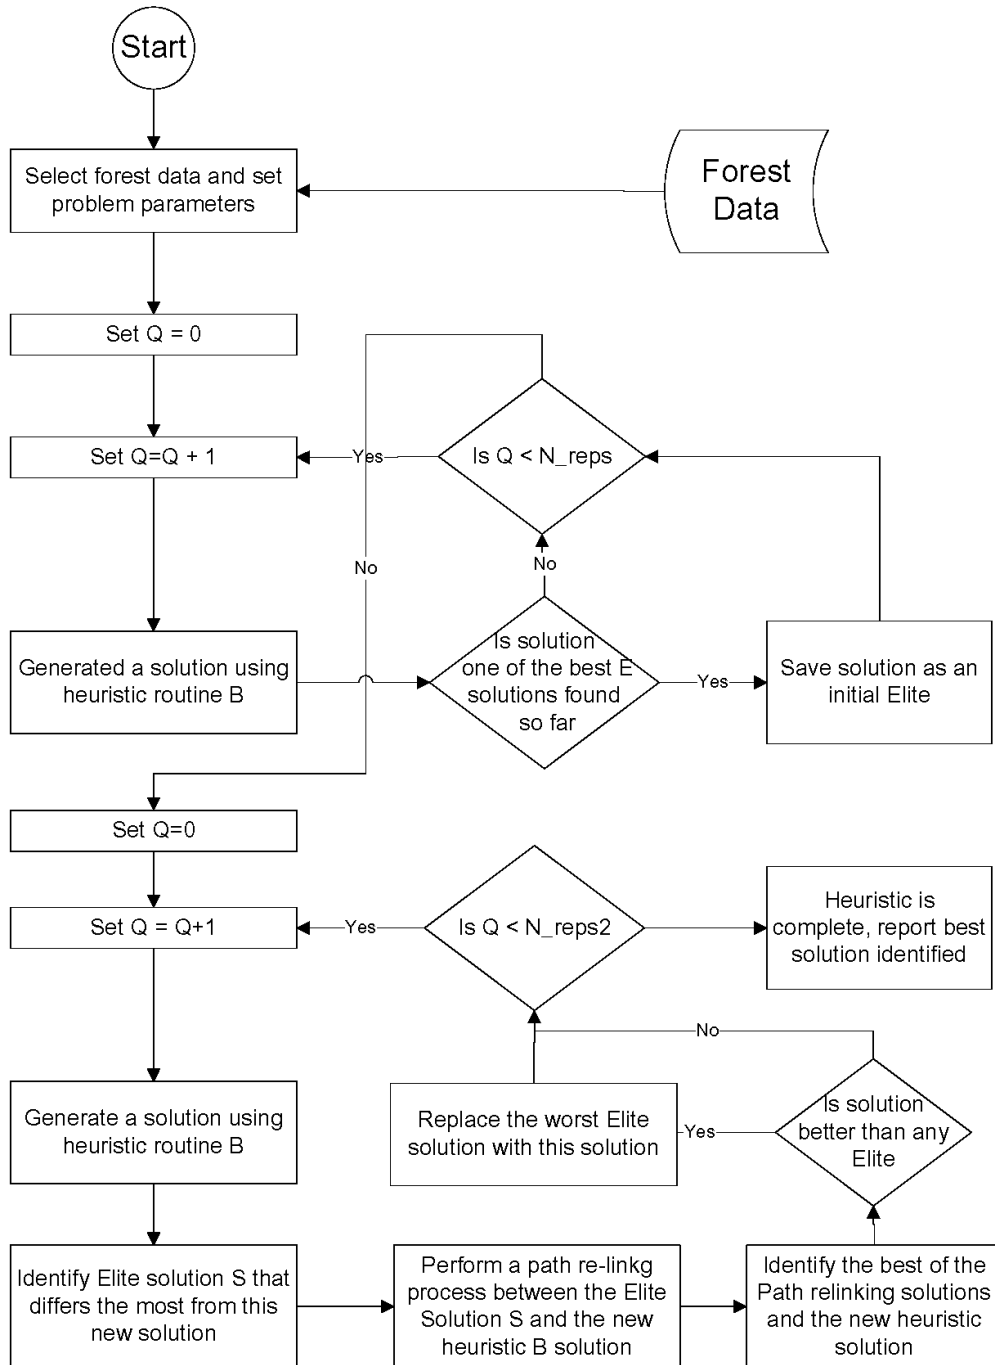 Start
Select forest data and set
problem parameters
Forest
Data
Set Q = 0
Set Q=Q + 1
Yes
Is Q < N_reps
No
No
Generated a solution using
heuristic routine B
Is solution
one of the best E
solutions found
so far
Yes
Save solution as an
initial Elite
Set Q=0
Set Q = Q+1
Yes
Is Q < N_reps2
Heuristic is
complete, report best
solution identified
No
Generate a solution using
heuristic routine B
Replace the worst Elite
solution with this solution
Yes
Is solution
better than any
Elite
Identify Elite solution S that
differs the most from this
new solution
Perform a path re-linkg
process between the Elite
Solution S and the new
heuristic B solution
Identify the best of the
Path relinking solutions
and the new heuristic
solution